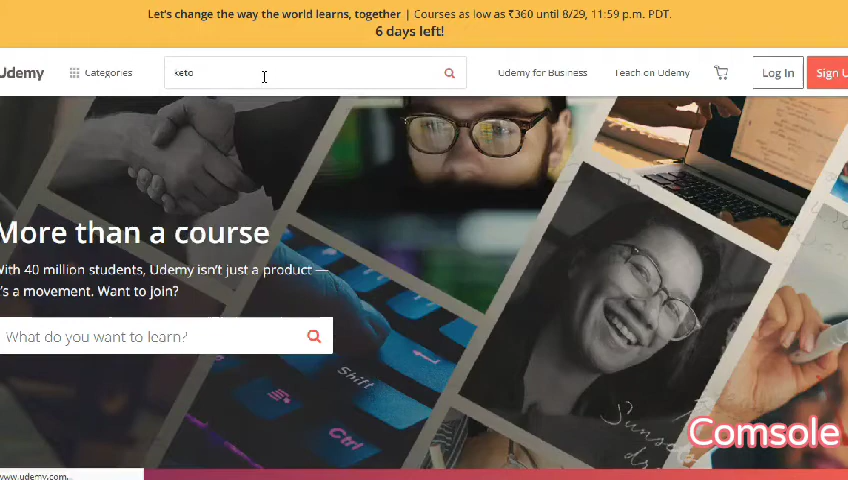 Let's change the way the world learns, together | Courses as low as ₹360 until 8/29, 11:59 p.m. PDT.
6 days left!
Udemy Categories keto Udemy for Business Teach on Udemy Log In Sign U
More than a course
With 40 million students, Udemy isn't just a product —
it's a movement. Want to join?
What do you want to learn?
Shift
Ctrl
Comsole
www.udemy.com...